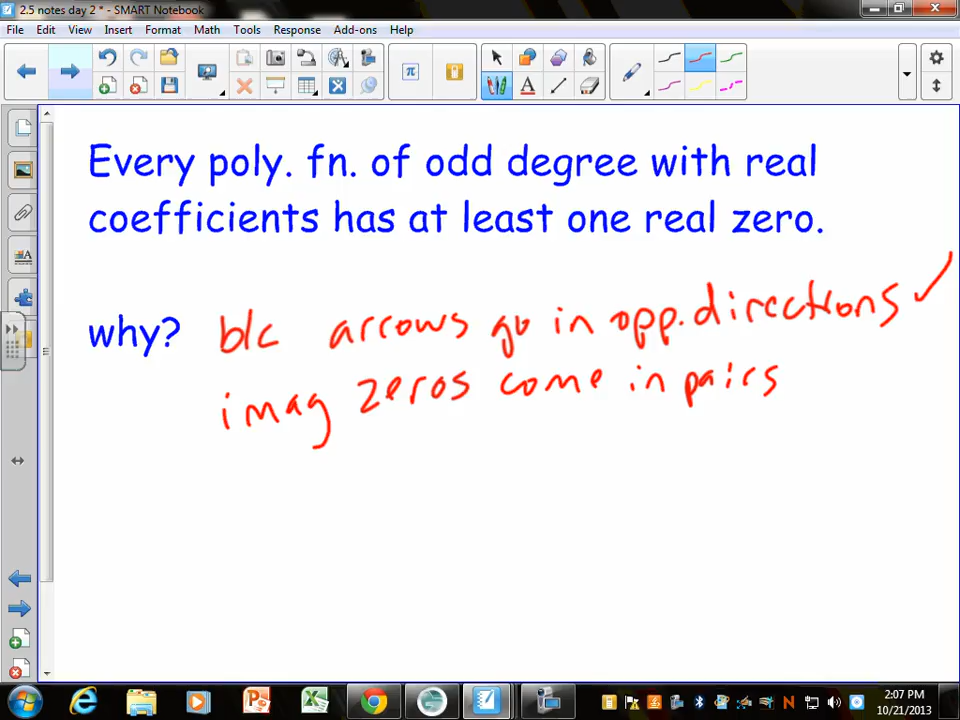 2.5 notes day 2 * - SMART Notebook
File Edit View Insert Format Math Tools Response Add-ons Help
Every poly. fn. of odd degree with real
coefficients has at least one real zero.
why? b/c arrows go in opp. directions ✓
imag zeros come in pairs
2:07 PM
10/21/2013